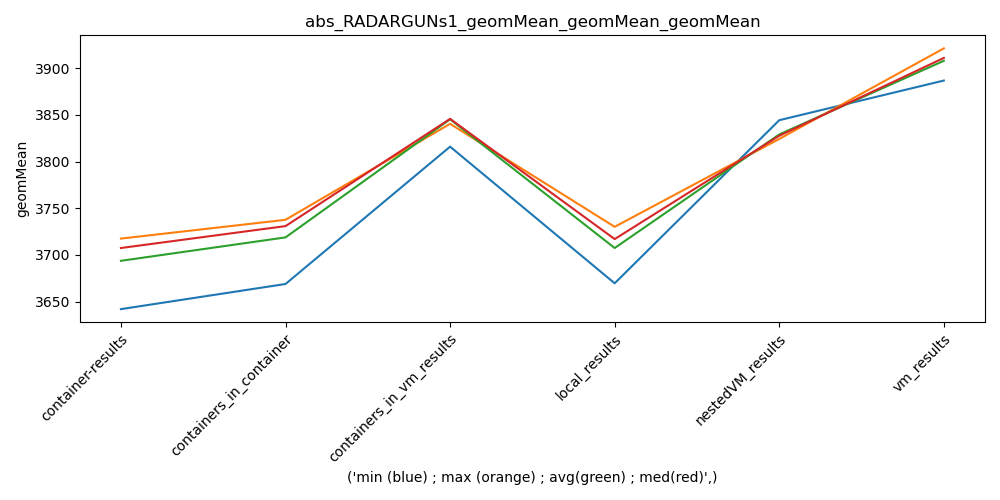 abs_RADARGUNs1_geomMean_geomMean_geomMean
geomMean
3900
3850
3800
3750
3700
3650
container-results
containers_in_container
containers_in_vm_results
local_results
nestedVM_results
vm_results
('min (blue) ; max (orange) ; avg(green) ; med(red)',)